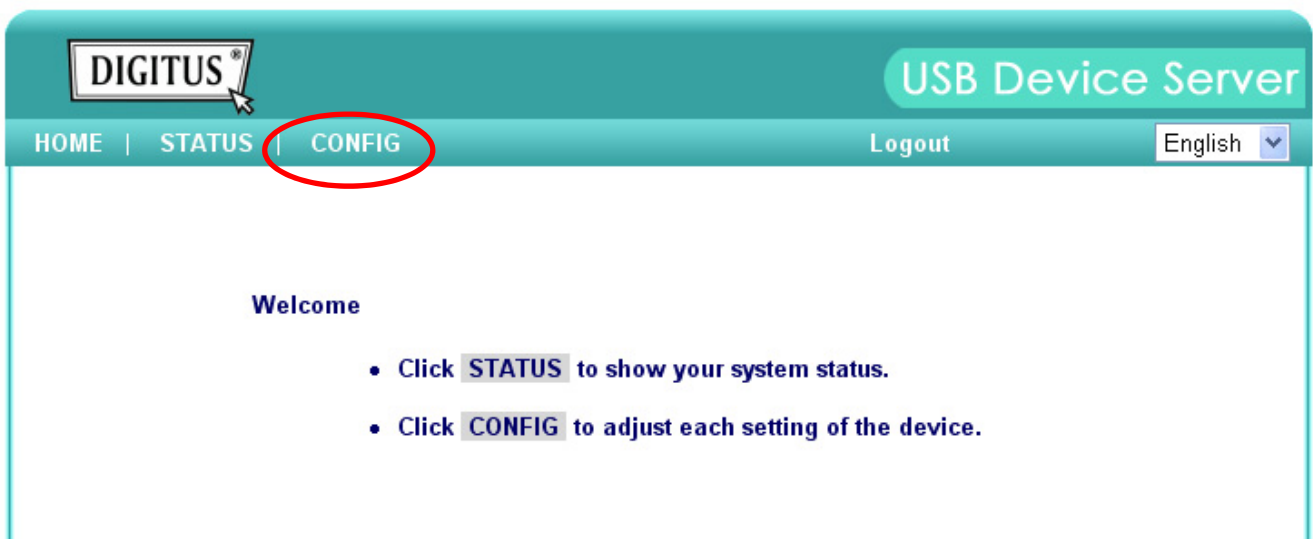 DIGITUS®
USB Device Server
HOME | STATUS | CONFIG Logout English
Welcome
• Click STATUS to show your system status.
• Click CONFIG to adjust each setting of the device.